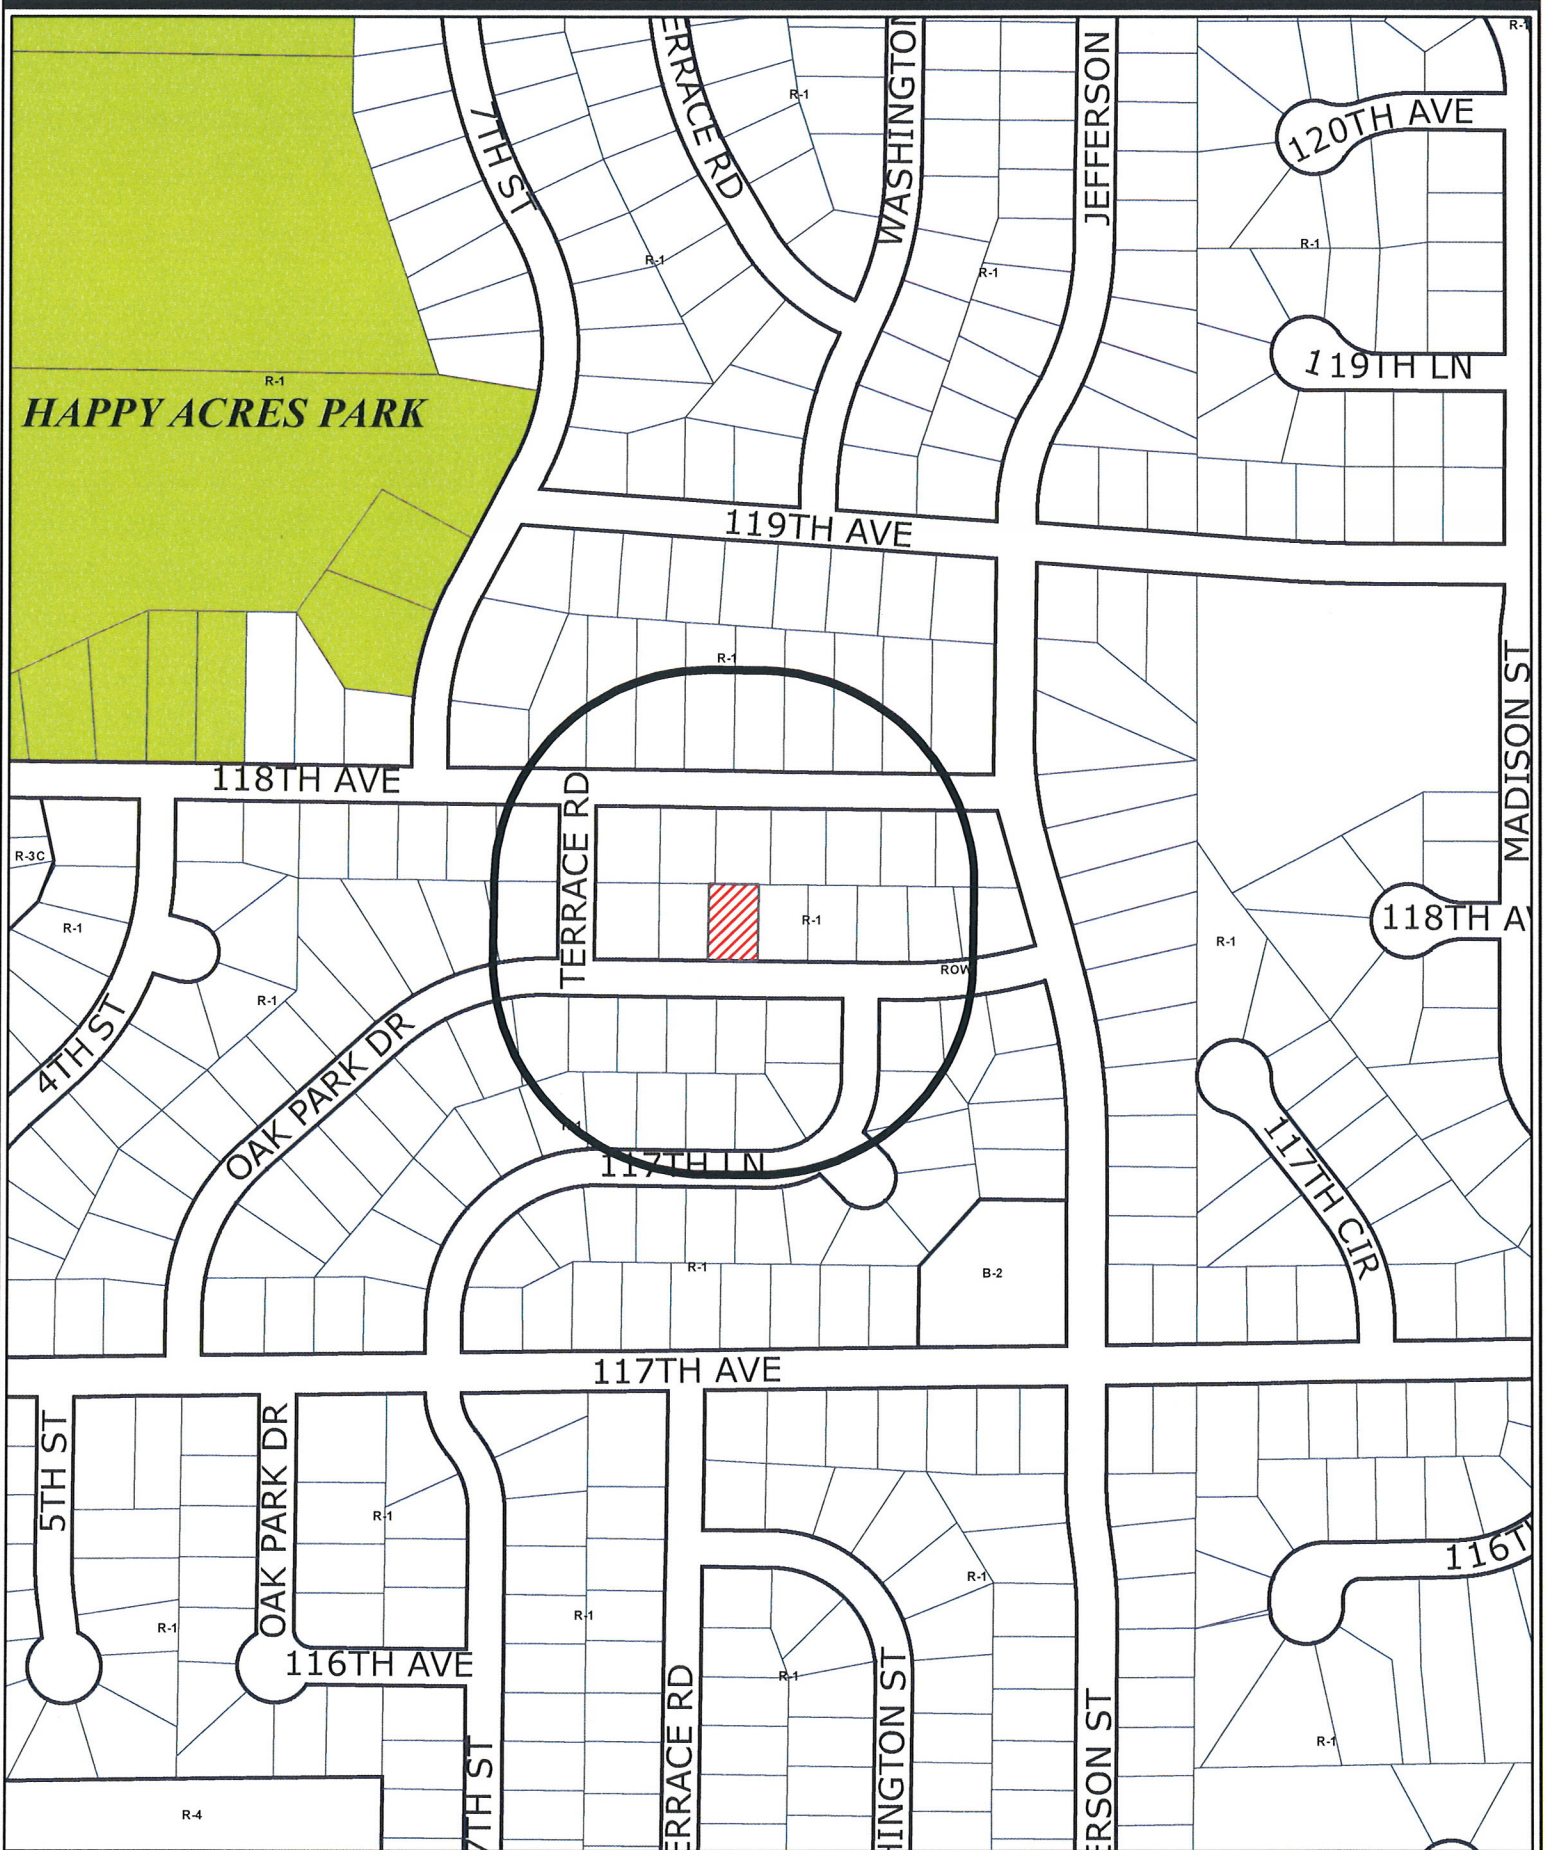 R-1
ERRACE RD
WASHINGTON
JEFFERSON
R-1
7TH ST
120TH AVE
R-1
R-1
R-1
119TH LN
R-1
HAPPY ACRES PARK
119TH AVE
R-1
MADISON ST
118TH AVE
TERRACE RD
R-3C
R-1
R-1
118TH AV
R-1
ROW
R-1
4TH ST
OAK PARK DR
117TH LN
117TH CIR
R-1
B-2
117TH AVE
5TH ST
OAK PARK DR
R-1
116TH
R-1
R-1
R-1
116TH AVE
R-1
ERRACE RD
HINGTON ST
ERSON ST
7TH ST
R-1
R-4